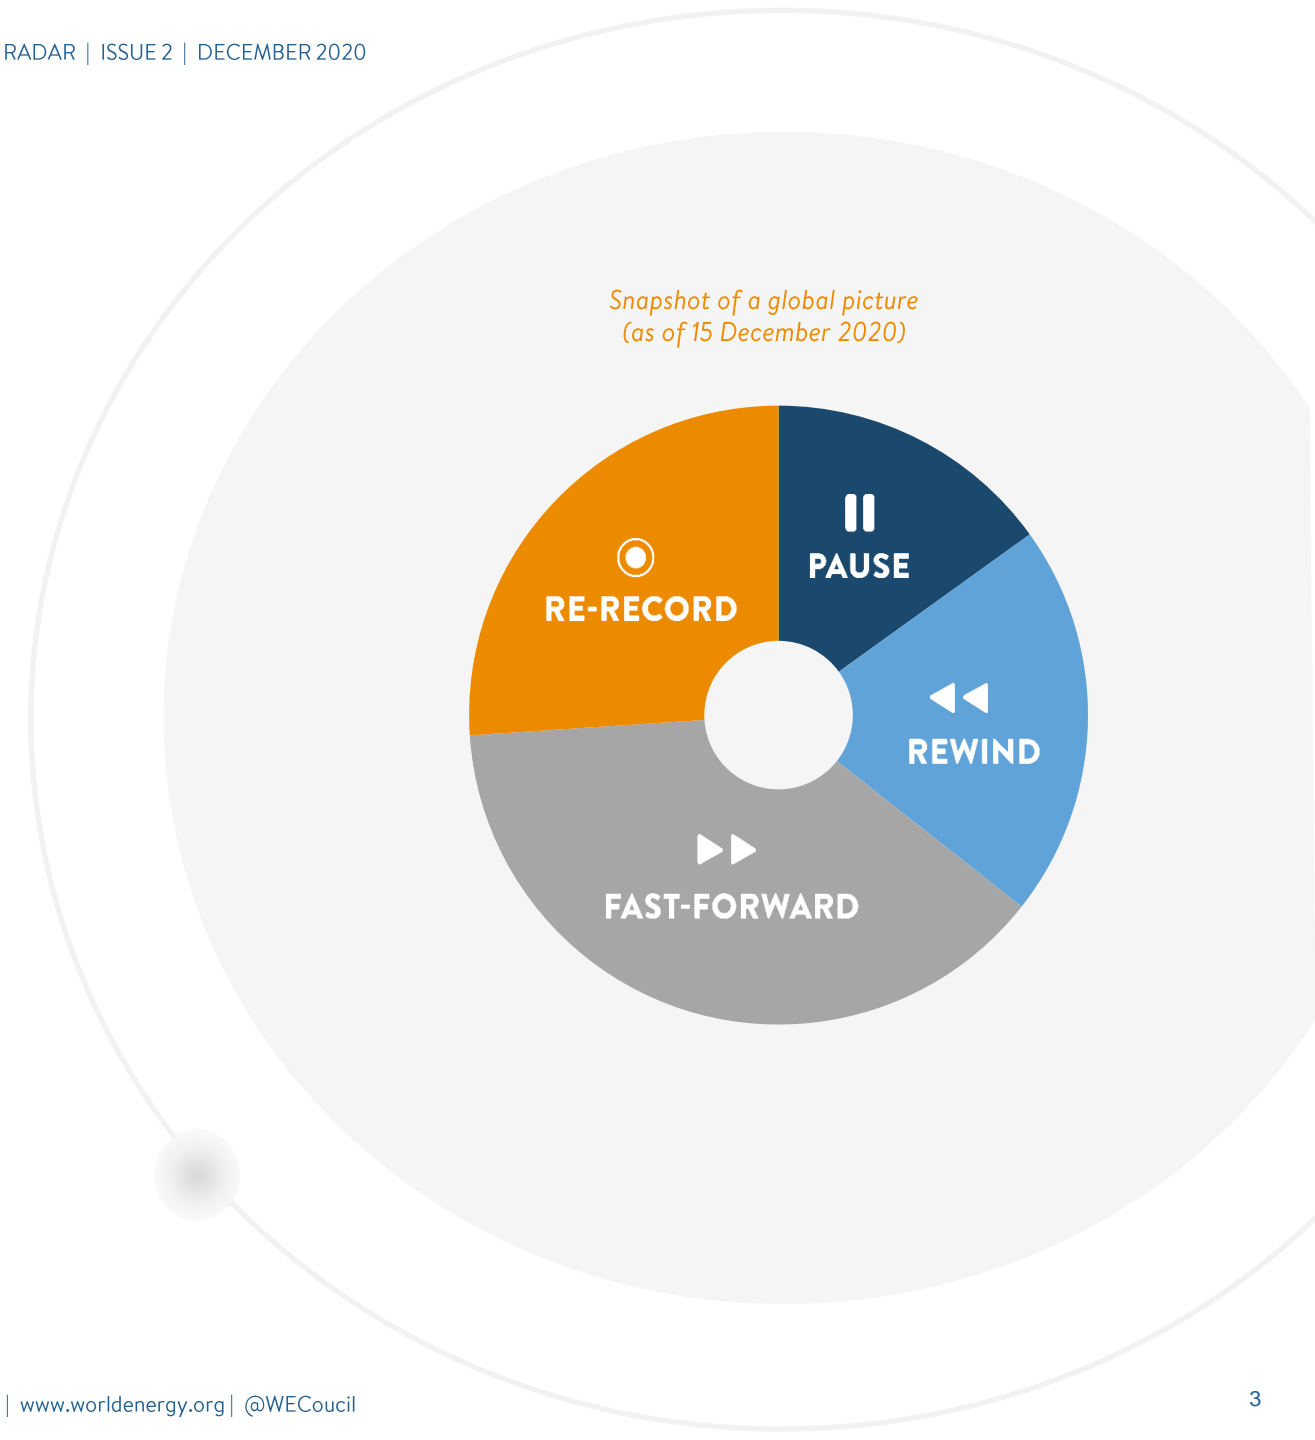 RADAR | ISSUE 2 | DECEMBER 2020
Snapshot of a global picture
(as of 15 December 2020)
PAUSE
RE-RECORD
REWIND
FAST-FORWARD
| www.worldenergy.org | @WECoucil
3